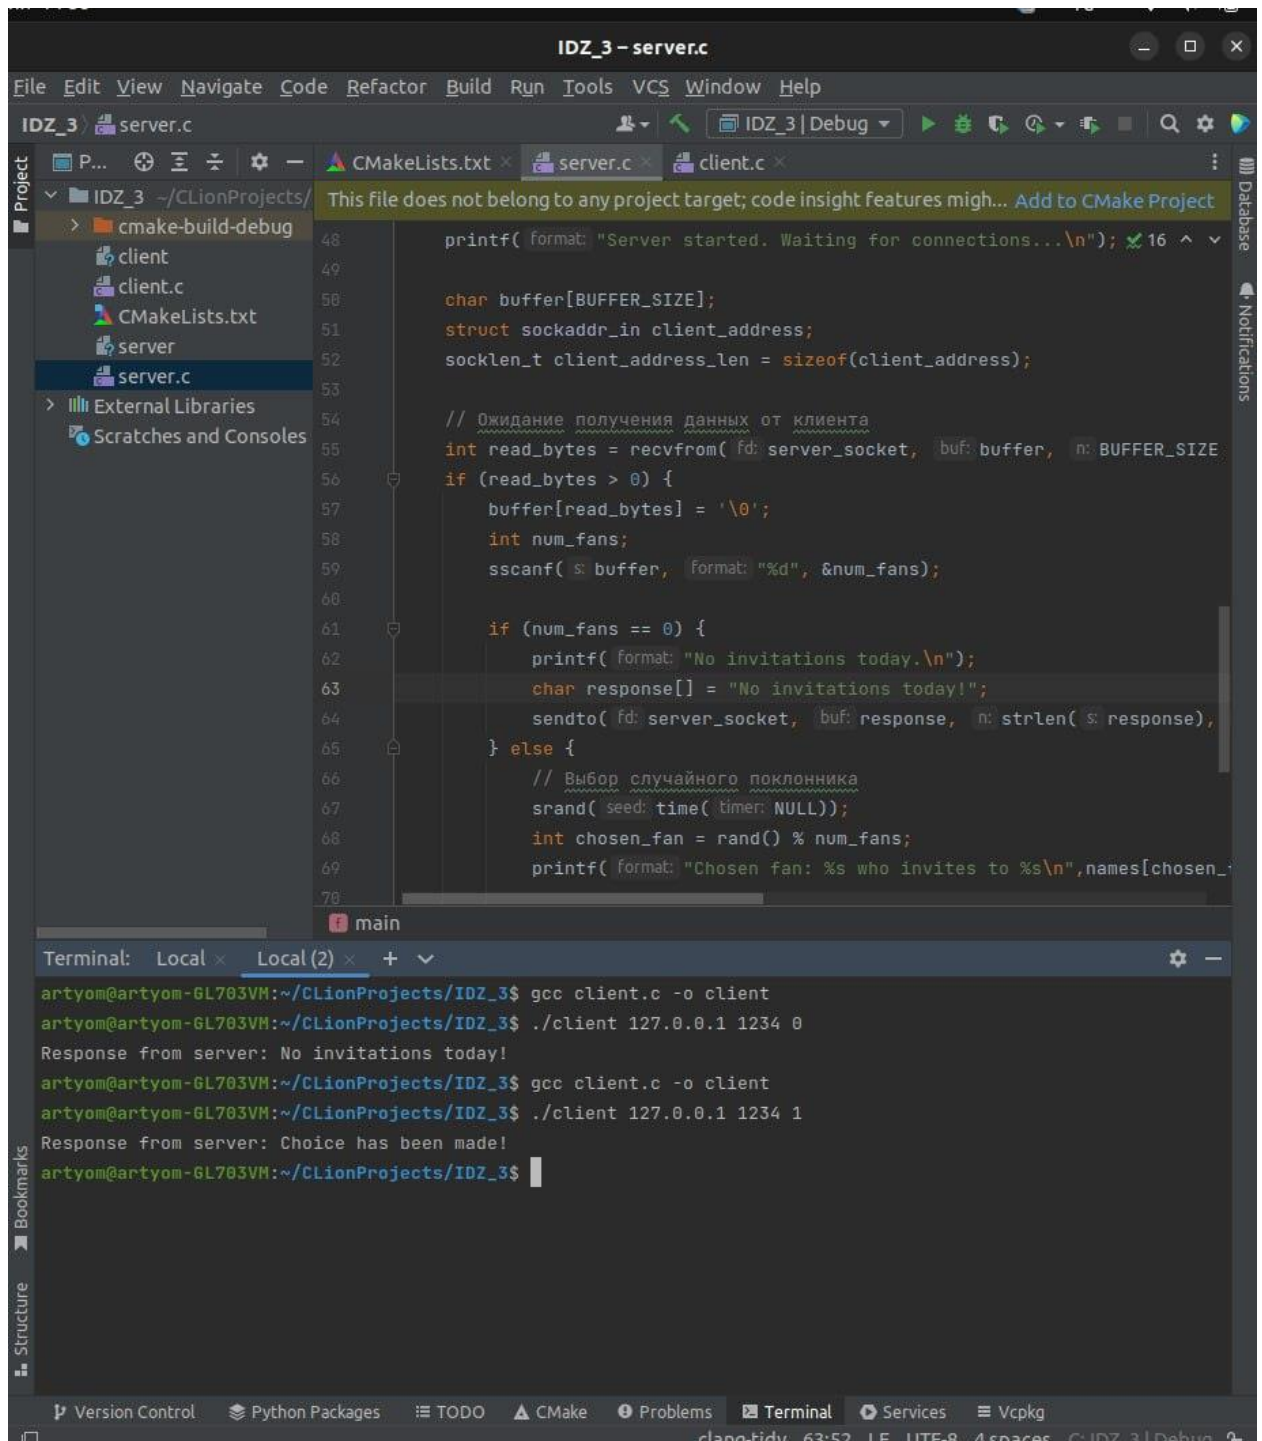 IDZ_3 – server.c
File Edit View Navigate Code Refactor Build Run Tools VCS Window Help
IDZ_3 server.c
IDZ_3 | Debug
Project
P...
CMakeLists.txt
server.c
client.c
IDZ_3 ~/CLionProjects/
This file does not belong to any project target; code insight features migh... Add to CMake Project
cmake-build-debug
client
client.c
CMakeLists.txt
server
server.c
External Libraries
Scratches and Consoles
Database
Notifications
48 printf( format: "Server started. Waiting for connections...\n"); 16
49
50 char buffer[BUFFER_SIZE];
51 struct sockaddr_in client_address;
52 socklen_t client_address_len = sizeof(client_address);
53
54 // Ожидание получения данных от клиента
55 int read_bytes = recvfrom( fd: server_socket, buf: buffer, n: BUFFER_SIZE
56 if (read_bytes > 0) {
57 buffer[read_bytes] = '\0';
58 int num_fans;
59 sscanf( s: buffer, format: "%d", &num_fans);
60
61 if (num_fans == 0) {
62 printf( format: "No invitations today.\n");
63 char response[] = "No invitations today!";
64 sendto( fd: server_socket, buf: response, n: strlen( s: response),
65 } else {
66 // Выбор случайного поклонника
67 srand( seed: time( timer: NULL));
68 int chosen_fan = rand() % num_fans;
69 printf( format: "Chosen fan: %s who invites to %s\n",names[chosen_
70
f main
Terminal: Local Local (2)
artyom@artyom-GL703VM:~/CLionProjects/IDZ_3$ gcc client.c -o client
artyom@artyom-GL703VM:~/CLionProjects/IDZ_3$ ./client 127.0.0.1 1234 0
Response from server: No invitations today!
artyom@artyom-GL703VM:~/CLionProjects/IDZ_3$ gcc client.c -o client
artyom@artyom-GL703VM:~/CLionProjects/IDZ_3$ ./client 127.0.0.1 1234 1
Response from server: Choice has been made!
artyom@artyom-GL703VM:~/CLionProjects/IDZ_3$
Bookmarks
Structure
Version Control Python Packages TODO CMake Problems Terminal Services Vcpkg
clang-tidy 63:52 LF UTF-8 4 spaces C: IDZ_3 | Debug